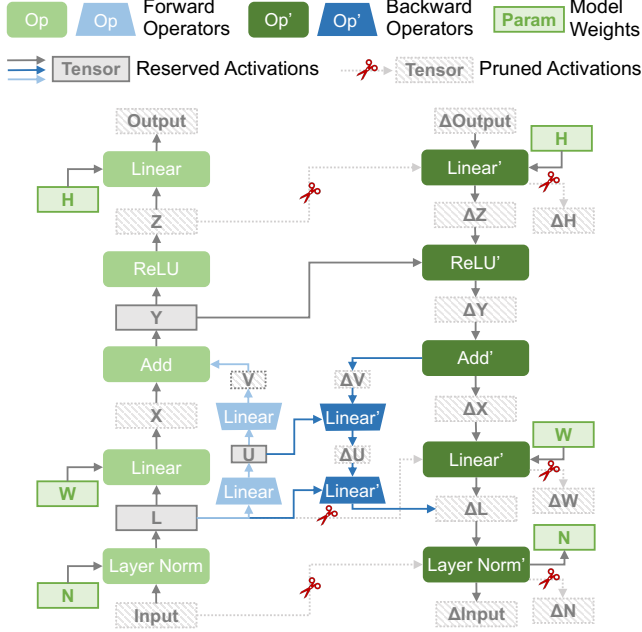 Op Op Forward Operators Op' Op' Backward Operators Param Model Weights
Tensor Reserved Activations Tensor Pruned Activations
Output ΔOutput
H
Linear Linear'
H
Z ΔZ ΔH
ReLU ReLU'
Y ΔY
Add V ΔV Add'
X Linear Linear' ΔX
W
Linear U ΔU Linear'
W Linear Linear' ΔW
L ΔL
N
Layer Norm Layer Norm'
N
Input ΔInput ΔN